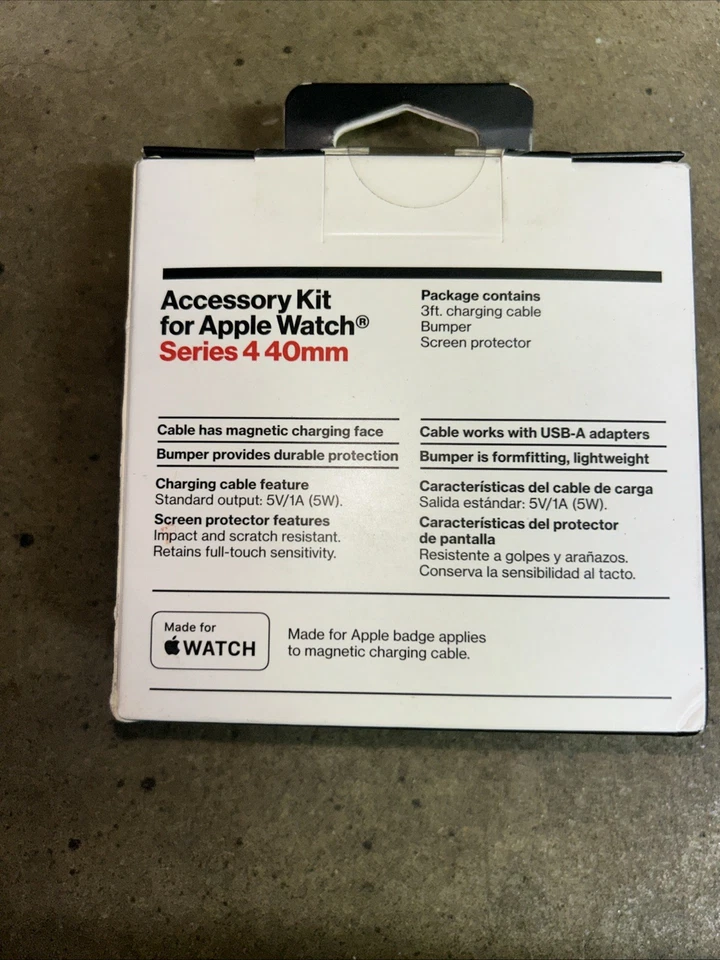 Accessory Kit
for Apple Watch®
Series 4 40mm
Package contains
3ft. charging cable
Bumper
Screen protector
Cable has magnetic charging face
Bumper provides durable protection
Cable works with USB-A adapters
Bumper is formfitting, lightweight
Charging cable feature
Standard output: 5V/1A (5W).
Screen protector features
Impact and scratch resistant.
Retains full-touch sensitivity.
Características del cable de carga
Salida estándar: 5V/1A (5W).
Características del protector
de pantalla
Resistente a golpes y arañazos.
Conserva la sensibilidad al tacto.
Made for
WATCH
Made for Apple badge applies
to magnetic charging cable.